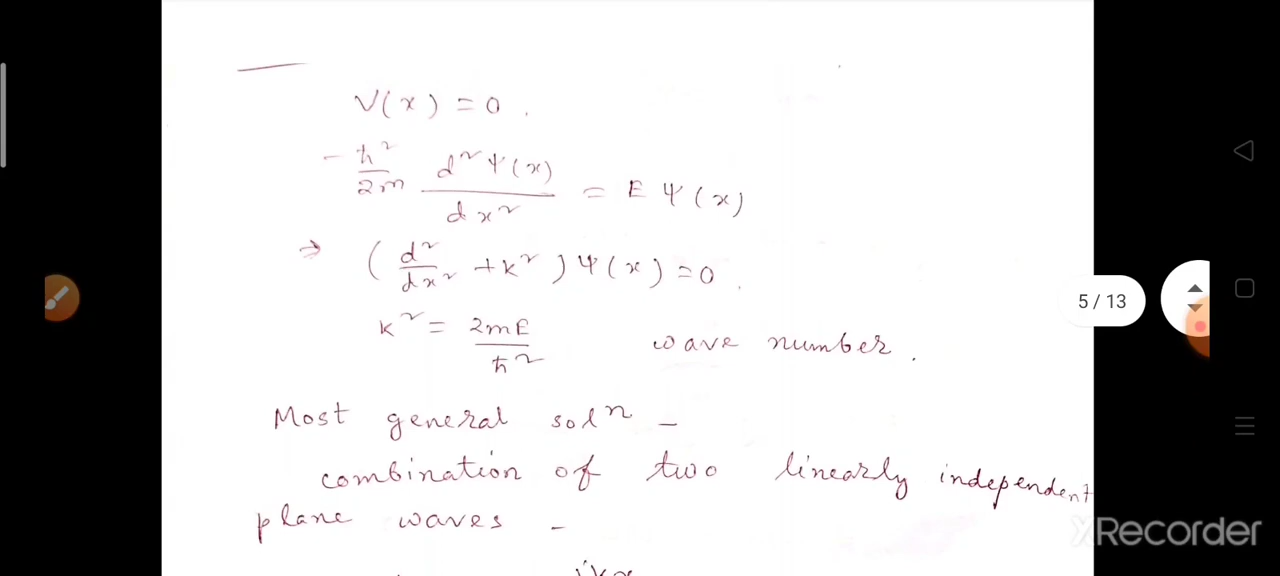 V(x) = 0 .
- ħ²/2m d²Ψ(x)/dx² = E Ψ(x)
⇒ ( d²/dx² + k² ) Ψ(x) = 0 .
k² = 2mE/ħ² wave number .
5 / 13
Most general solⁿ -
combination of two linearly independent
plane waves -
ikx
XRecorder